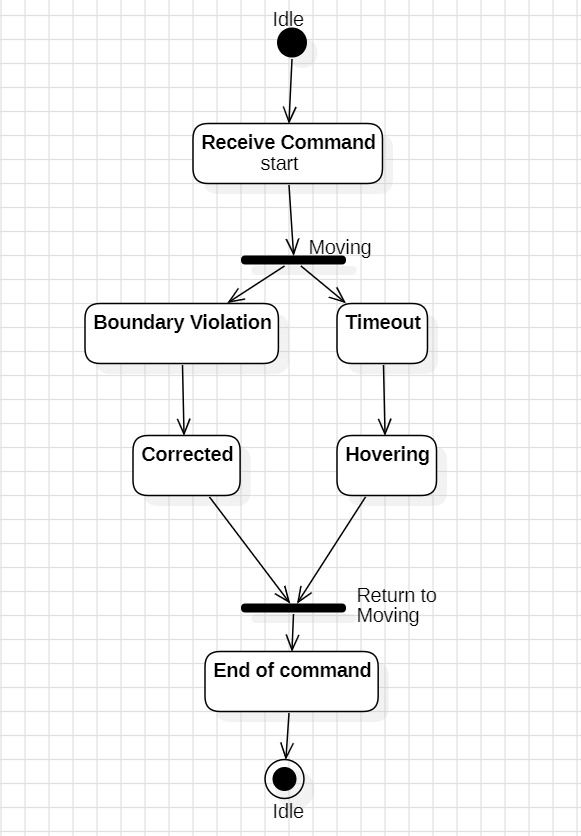 Idle
Receive Command
start
Moving
Boundary Violation
Timeout
Corrected
Hovering
Return to
Moving
End of command
Idle